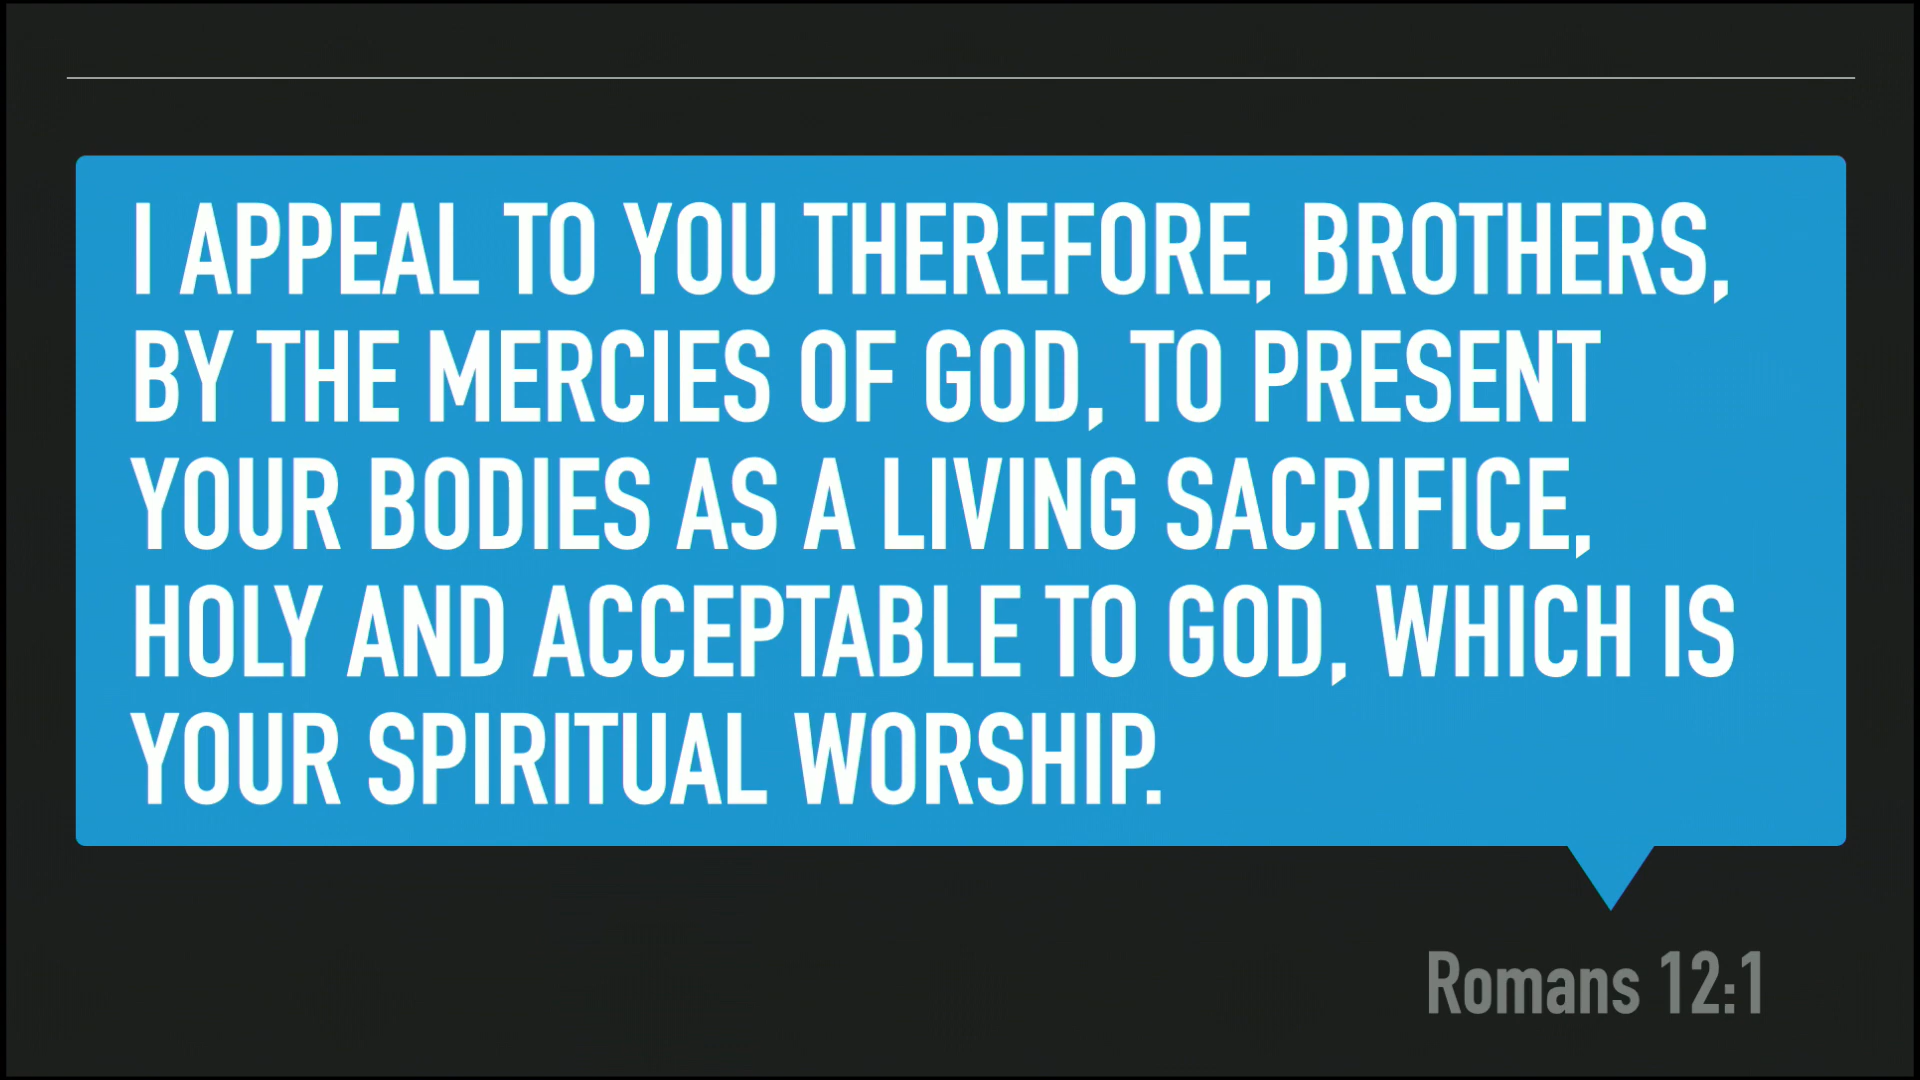 I APPEAL TO YOU THEREFORE, BROTHERS,
BY THE MERCIES OF GOD, TO PRESENT
YOUR BODIES AS A LIVING SACRIFICE,
HOLY AND ACCEPTABLE TO GOD, WHICH IS
YOUR SPIRITUAL WORSHIP.
Romans 12:1